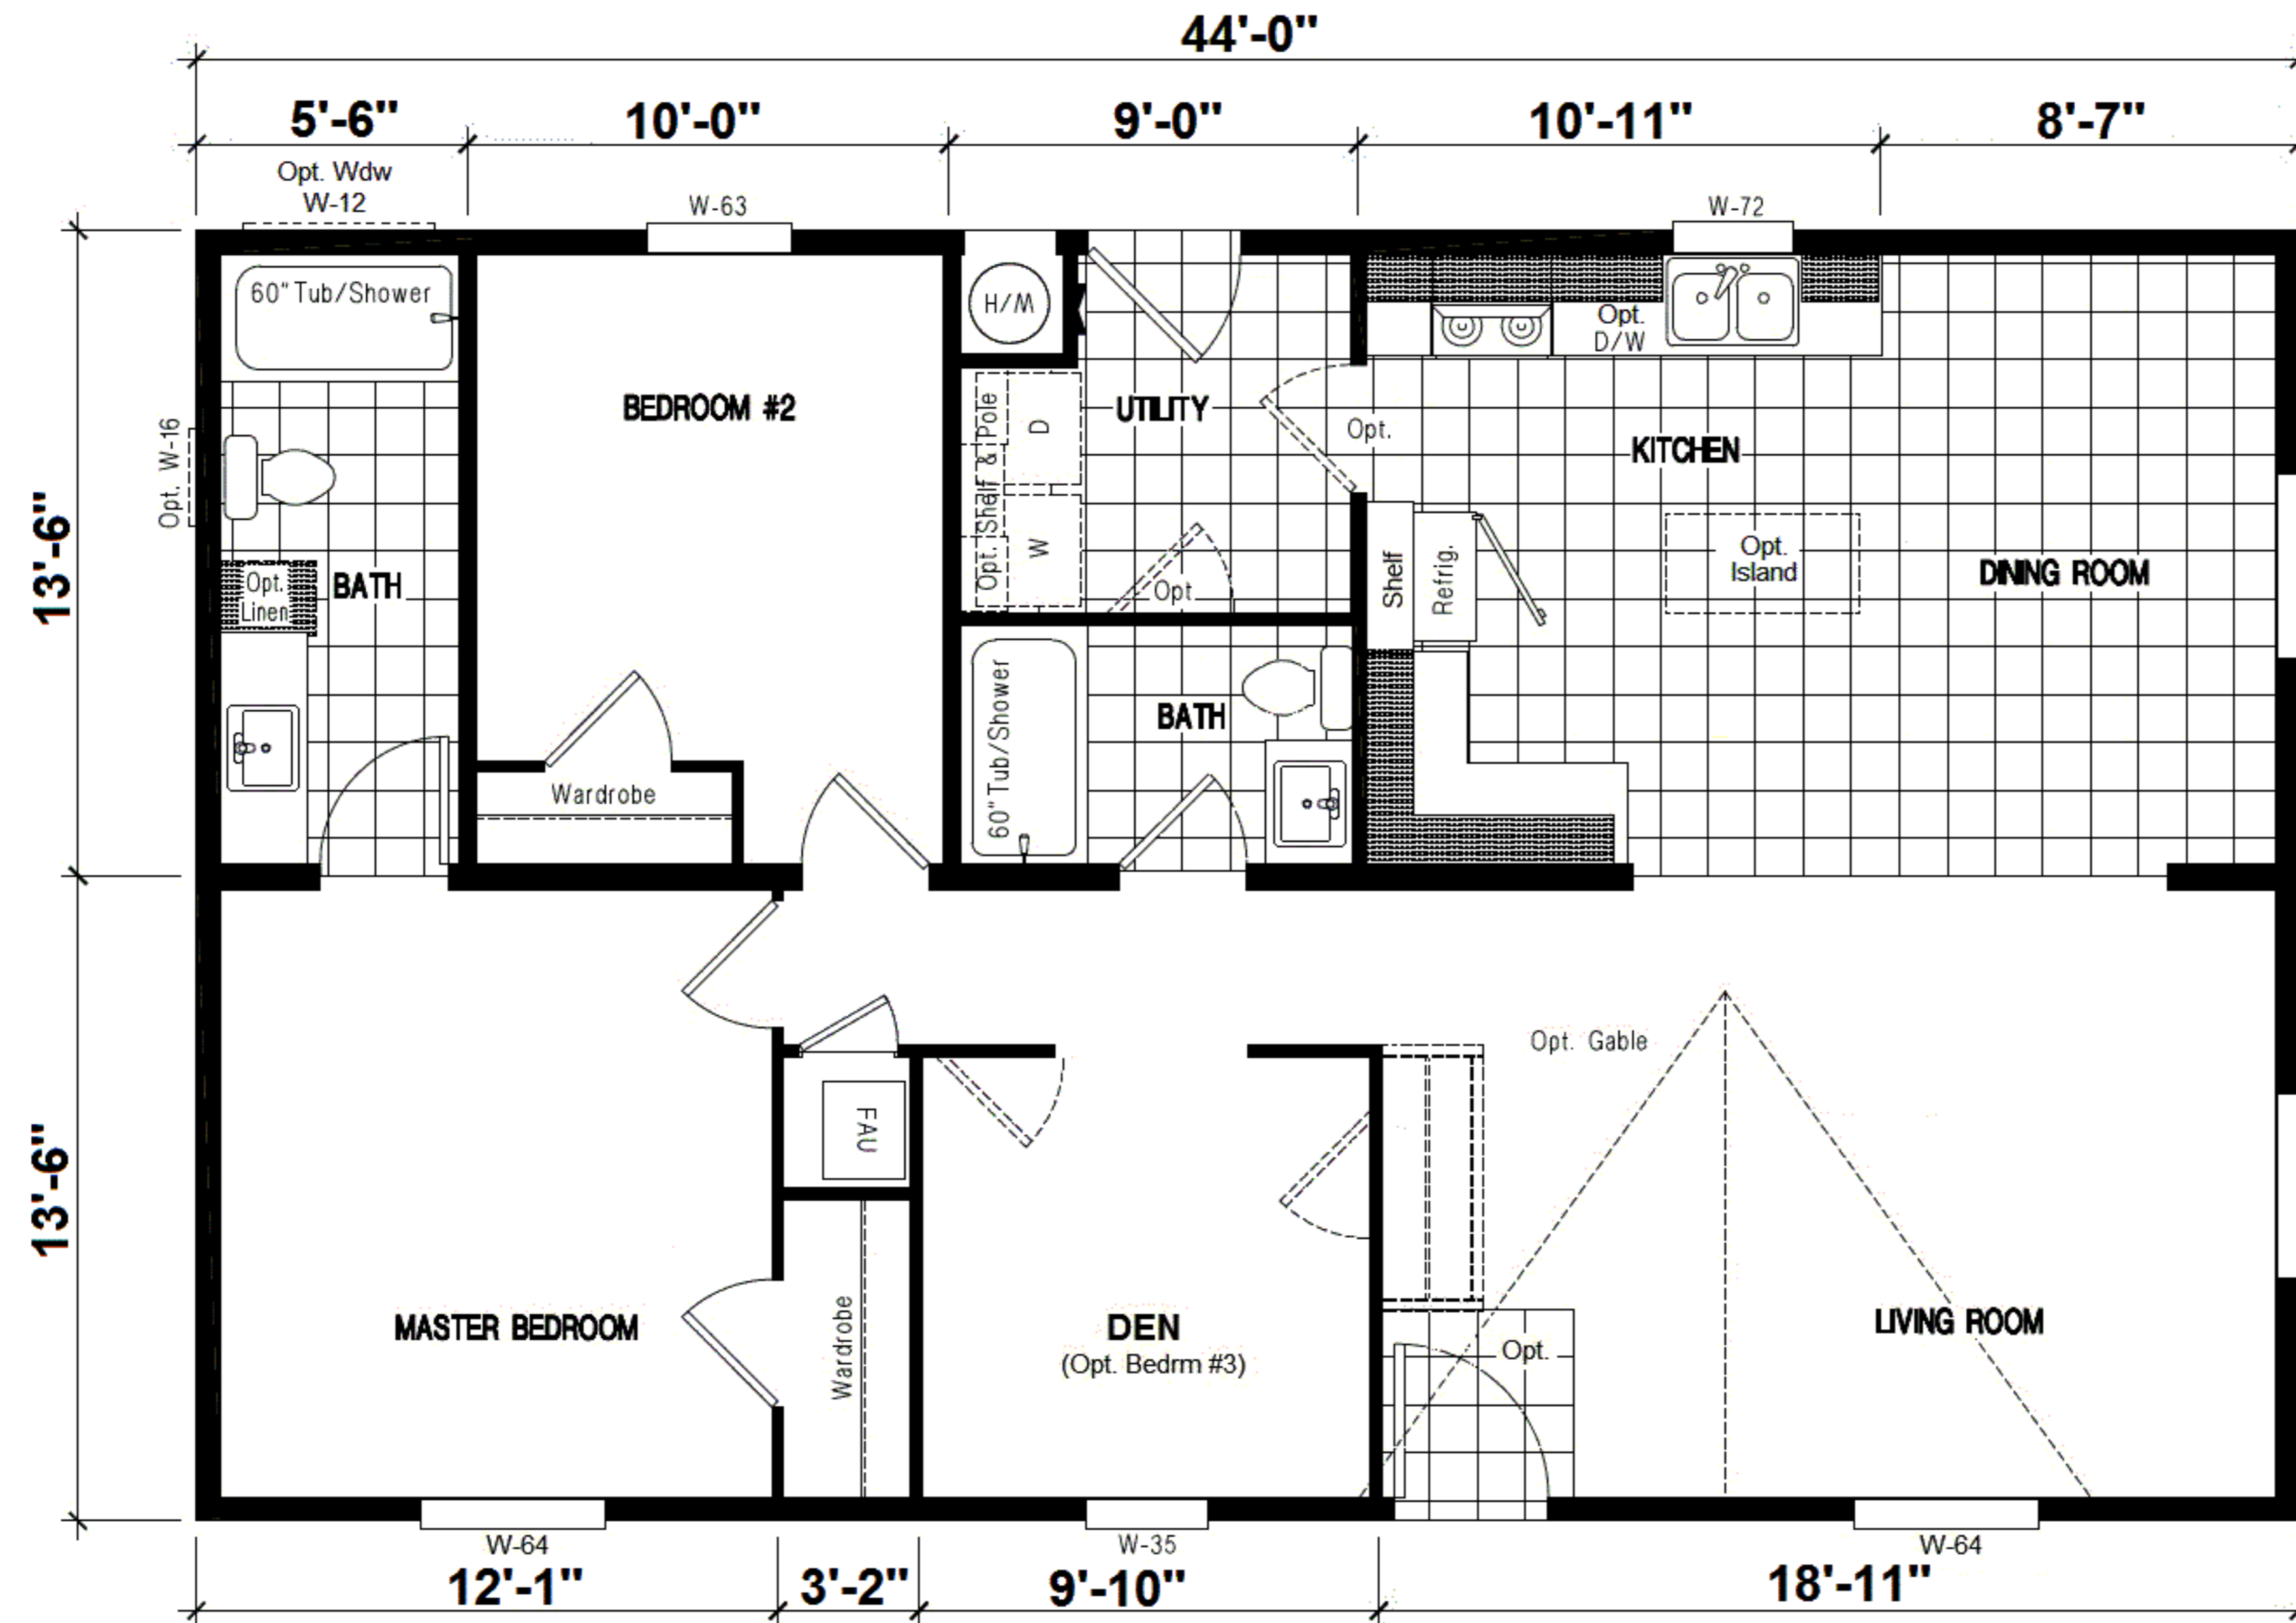 44'-0"
5'-6"
10'-0"
9'-0"
10'-11"
8'-7"
Opt. Wdw
W-12
W-63
W-72
60" Tub/Shower
W/H
Opt.
D/W
BEDROOM #2
Opt. Shelf & Pole
D
UTILITY
Opt.
KITCHEN
Opt. W-16
13'-6"
W
Opt
Shelf
Refrig.
Opt.
Island
DINING ROOM
Opt.
Linen
BATH
60" Tub/Shower
BATH
Wardrobe
Opt. Gable
FAU
13'-6"
MASTER BEDROOM
Wardrobe
DEN
(Opt. Bedrm #3)
Opt.
LIVING ROOM
W-64
W-35
W-64
12'-1"
3'-2"
9'-10"
18'-11"